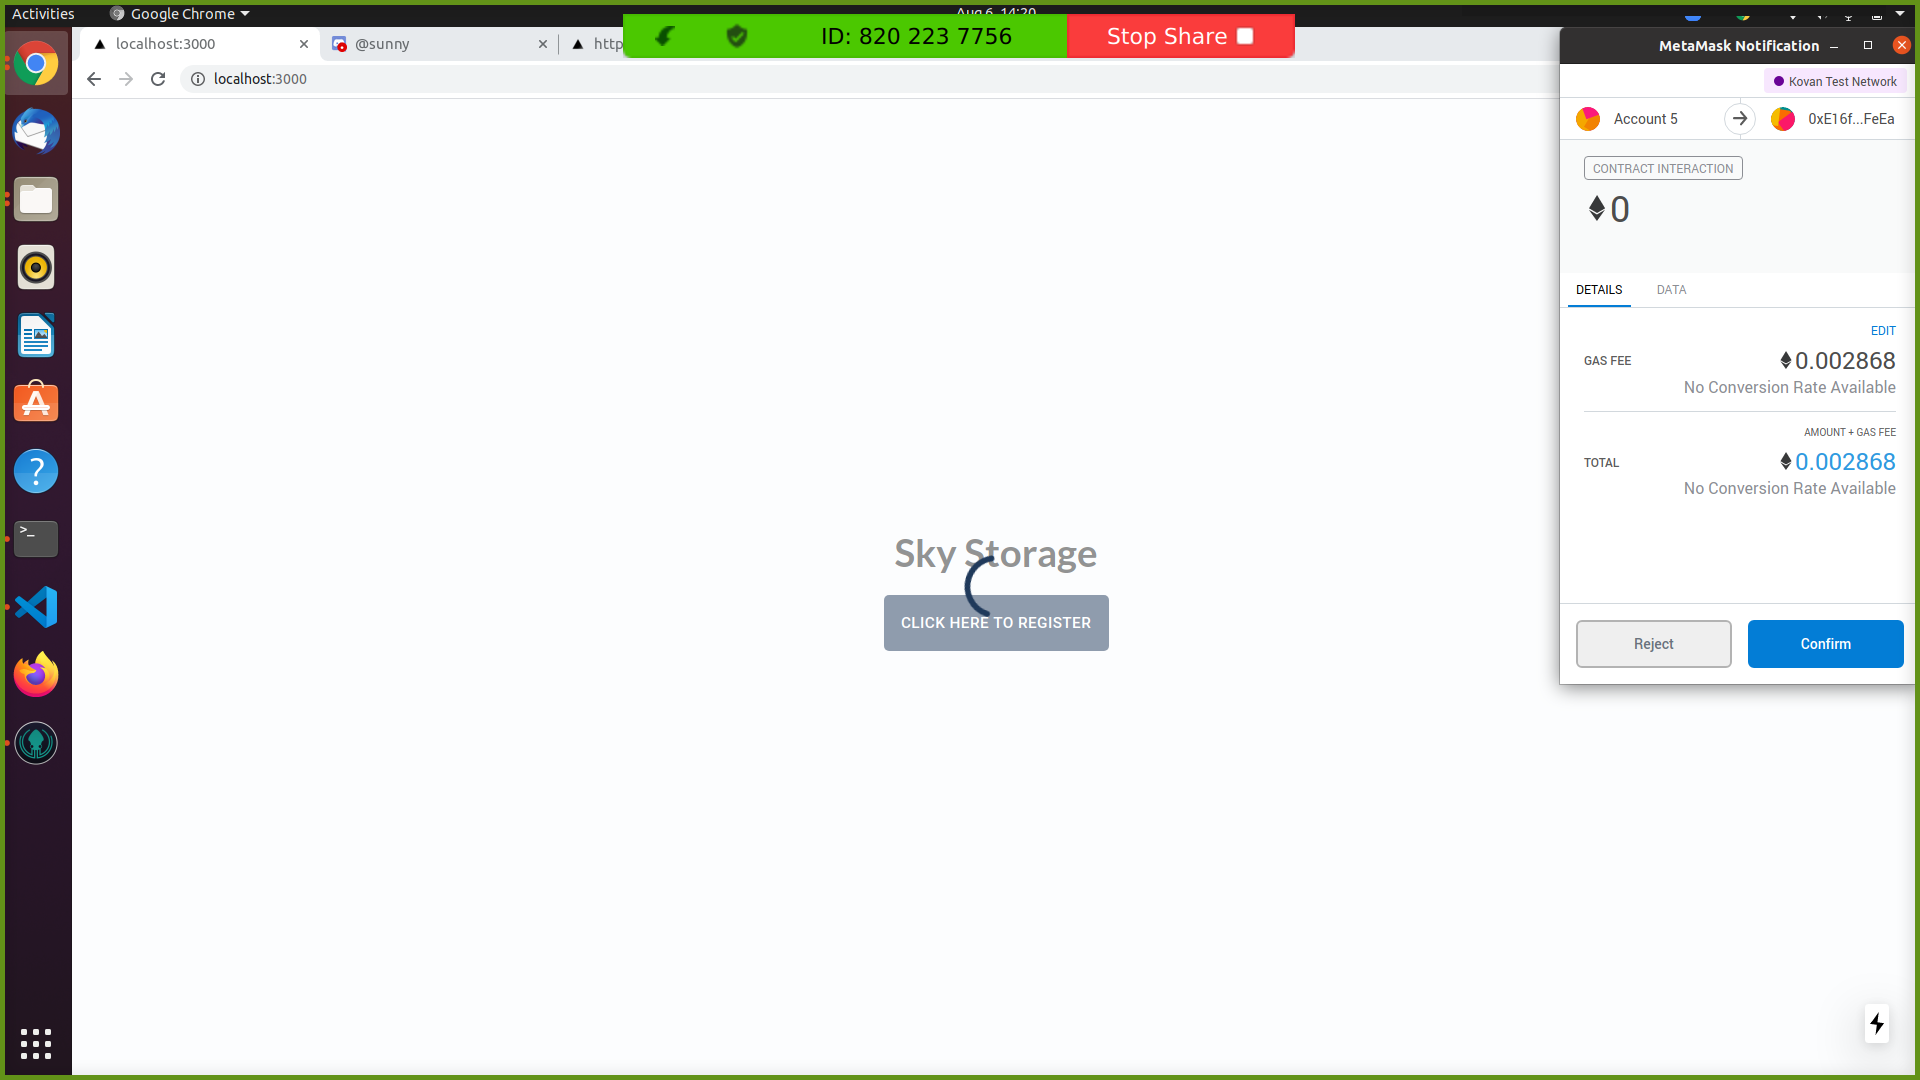 Activities
Google Chrome
Aug 6 14:20
ID: 820 223 7756
Stop Share
localhost:3000
@sunny
http
localhost:3000
MetaMask Notification
Kovan Test Network
Account 5
0xE16f...FeEa
CONTRACT INTERACTION
0
DETAILS
DATA
EDIT
GAS FEE
0.002868
No Conversion Rate Available
AMOUNT + GAS FEE
TOTAL
0.002868
No Conversion Rate Available
Reject
Confirm
Sky Storage
CLICK HERE TO REGISTER